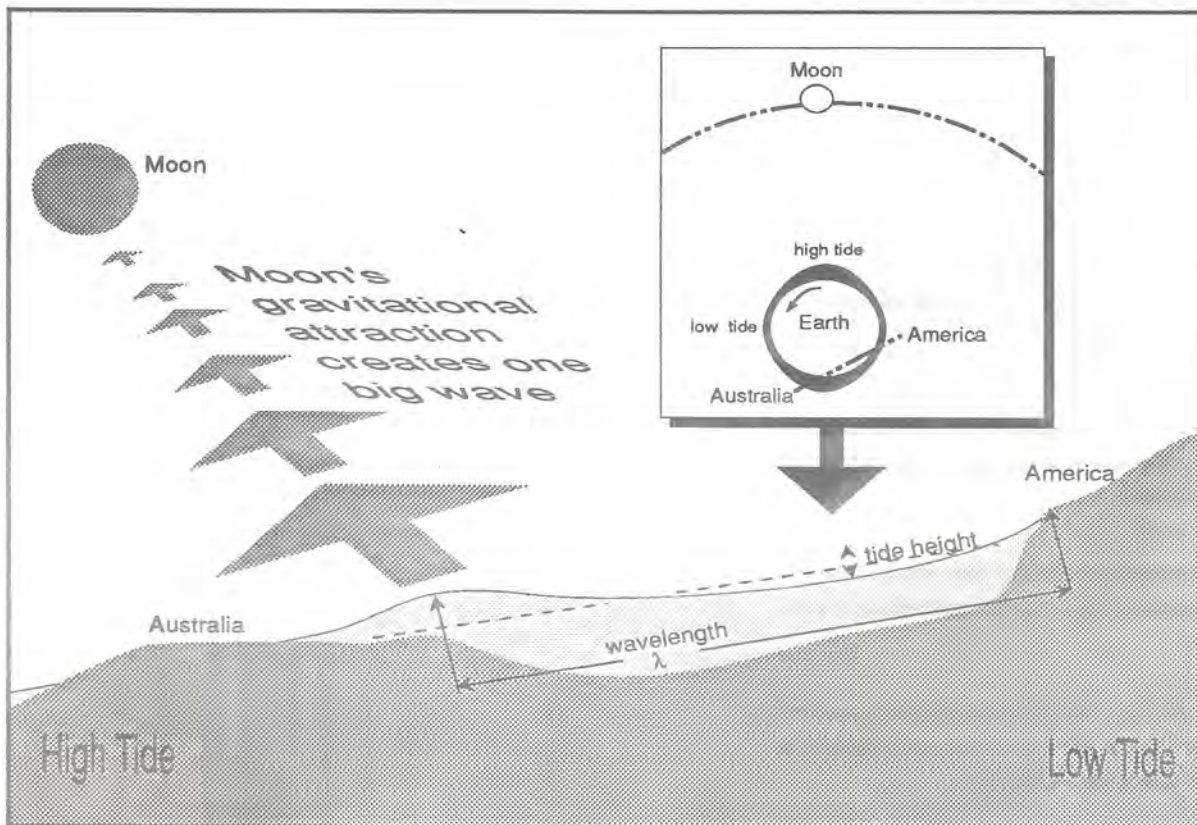 Moon
Moon
Moon's
gravitational
attraction
creates one
big wave
high tide
low tide
Earth
America
Australia
America
tide height
Australia
wavelength
λ
High Tide
Low Tide